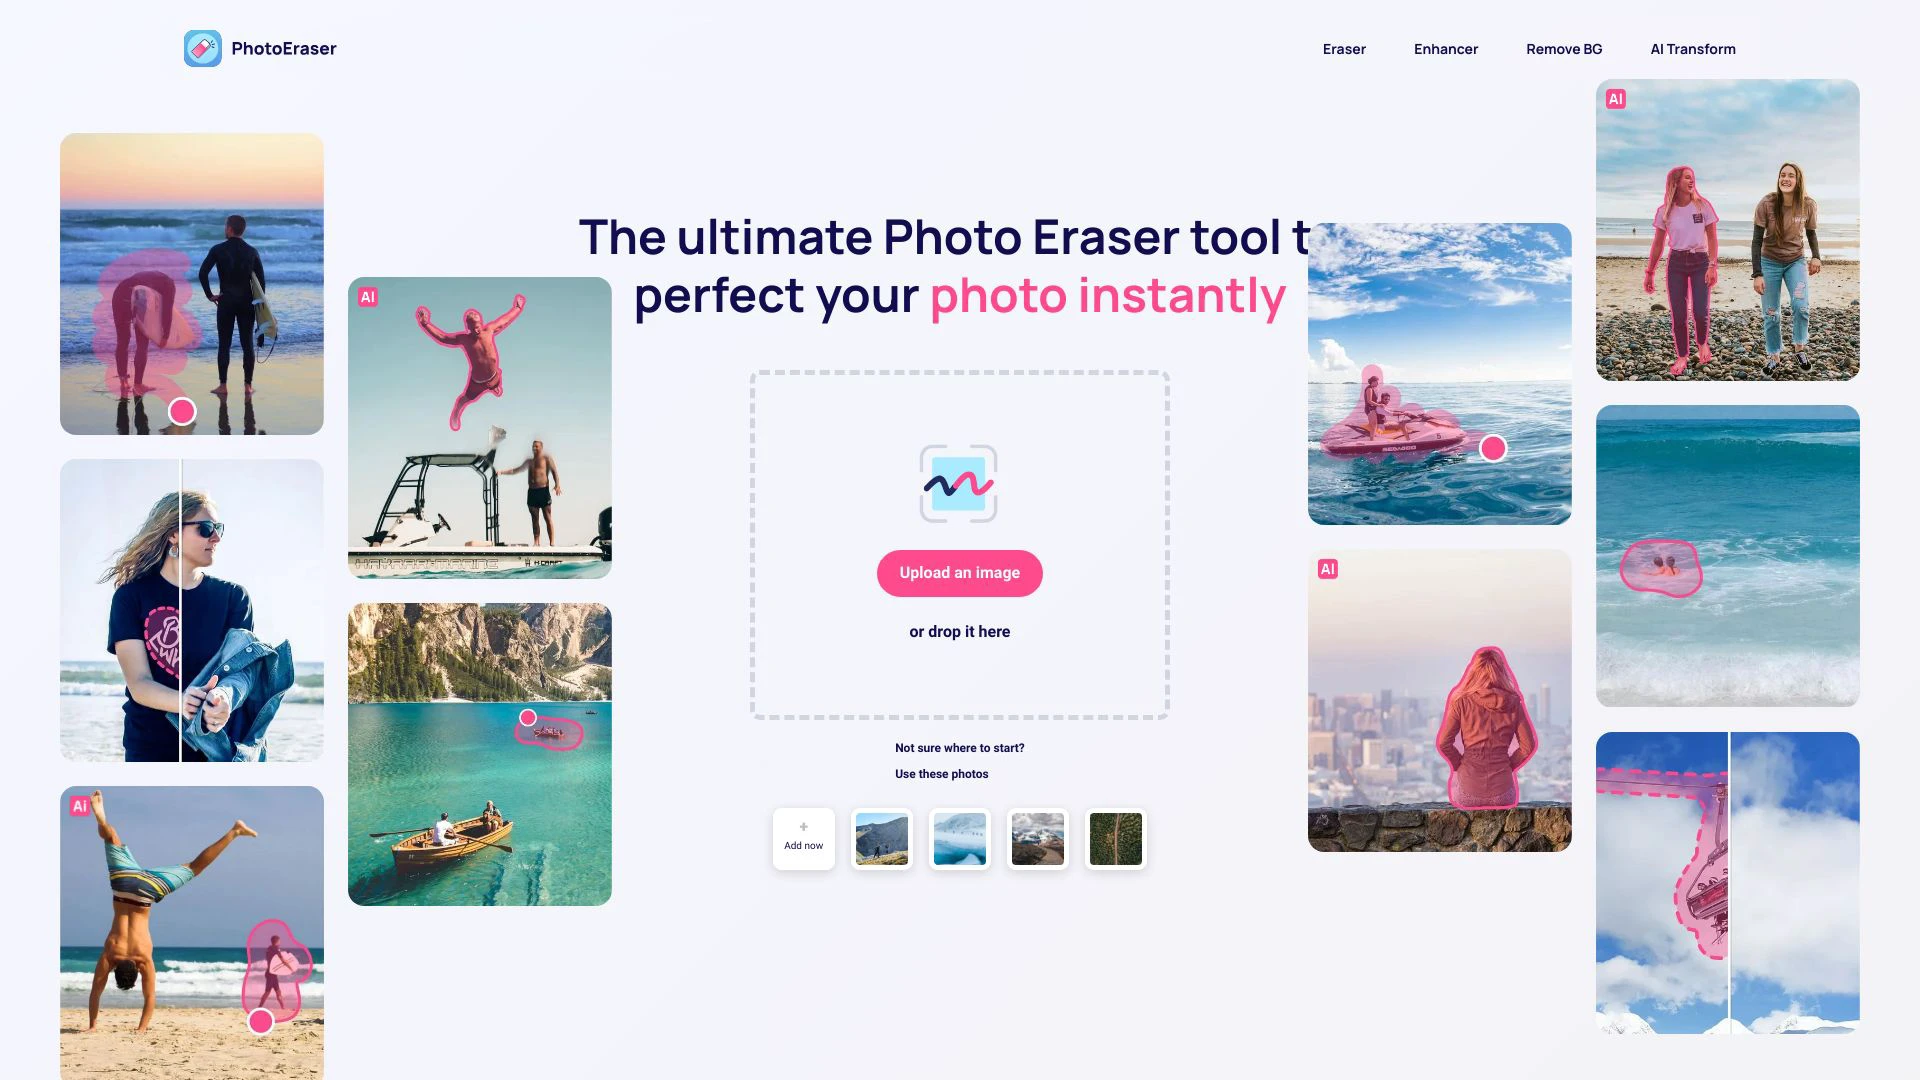 PhotoEraser
Eraser
Enhancer
Remove BG
AI Transform
The ultimate Photo Eraser tool t
perfect your photo instantly
Upload an image
or drop it here
Not sure where to start?
Use these photos
+
Add now
AI
AI
AI
Ai
SEADOO